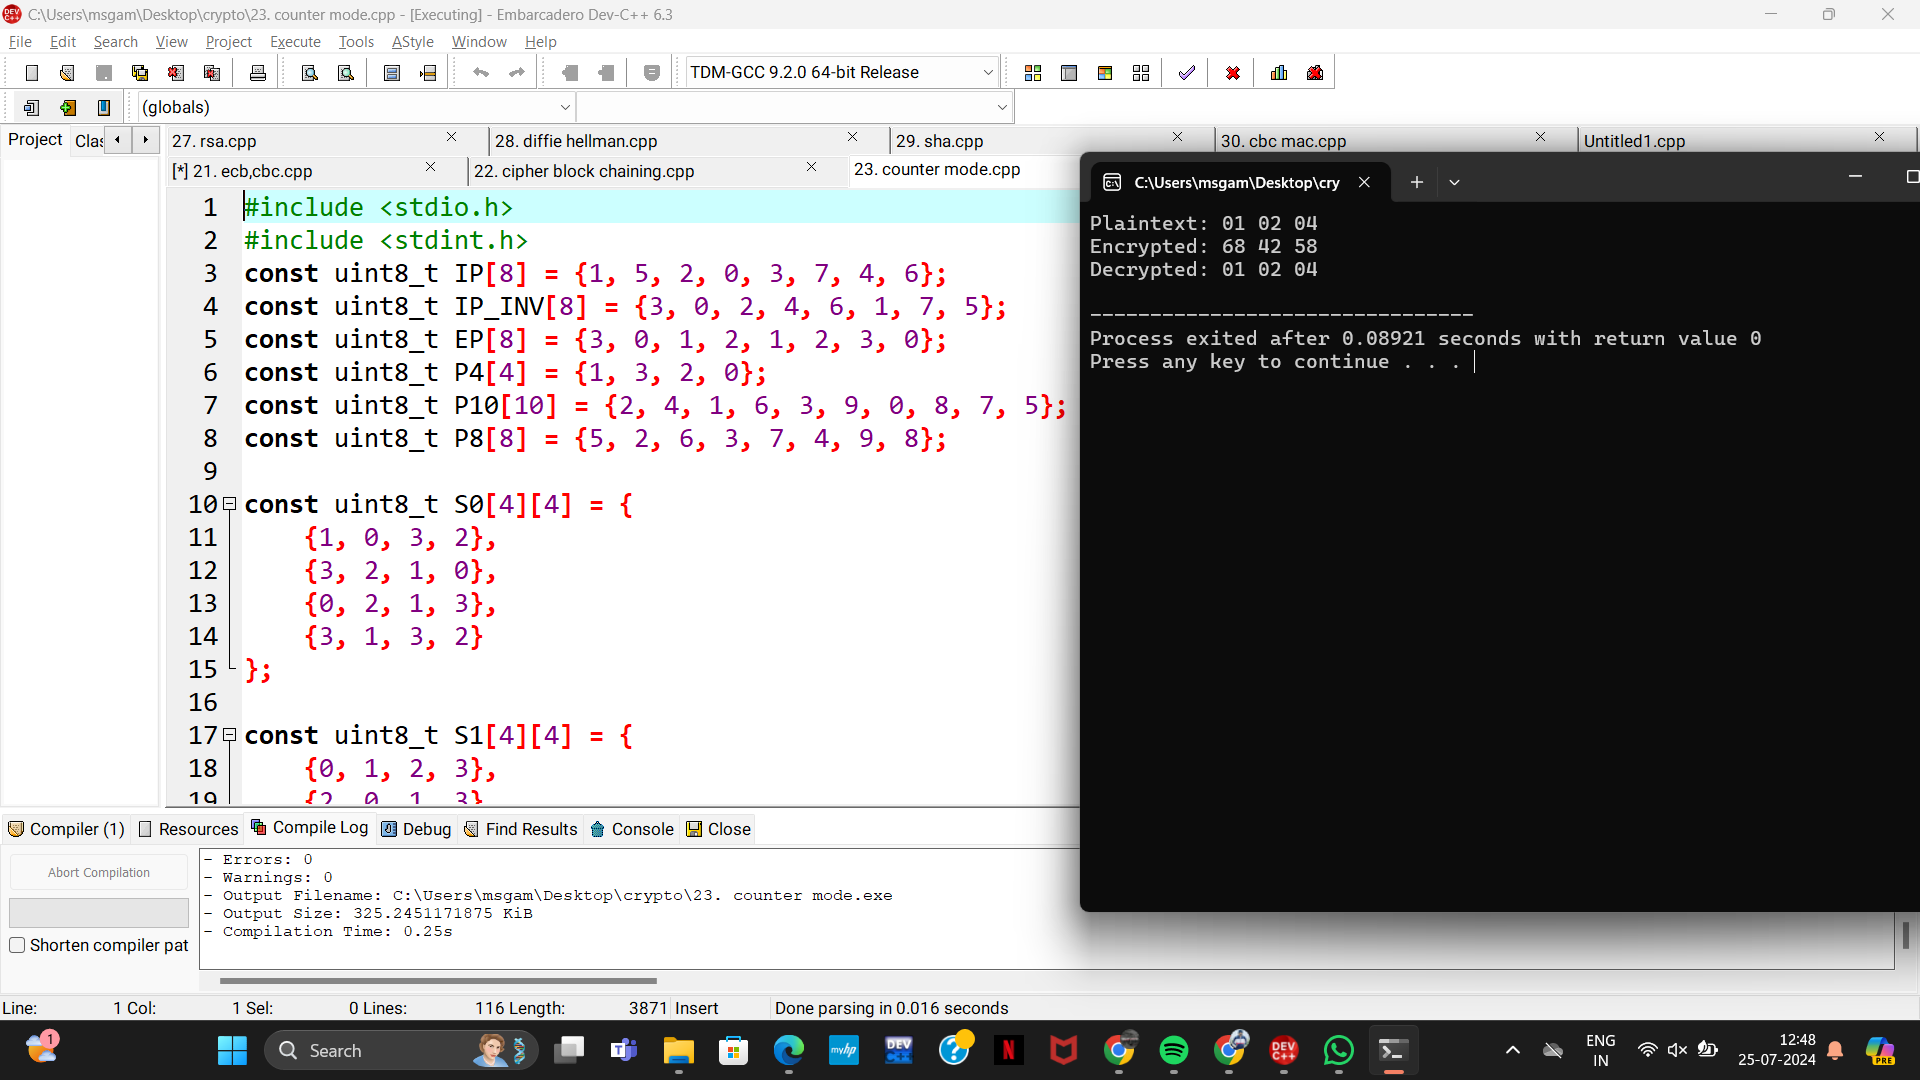 C:\Users\msgam\Desktop\crypto\23. counter mode.cpp - [Executing] - Embarcadero Dev-C++ 6.3
File Edit Search View Project Execute Tools AStyle Window Help
TDM-GCC 9.2.0 64-bit Release
(globals)
Project Clas
27. rsa.cpp 28. diffie hellman.cpp 29. sha.cpp 30. cbc mac.cpp Untitled1.cpp
[*] 21. ecb,cbc.cpp 22. cipher block chaining.cpp 23. counter mode.cpp
1 #include <stdio.h>
2 #include <stdint.h>
3 const uint8_t IP[8] = {1, 5, 2, 0, 3, 7, 4, 6};
4 const uint8_t IP_INV[8] = {3, 0, 2, 4, 6, 1, 7, 5};
5 const uint8_t EP[8] = {3, 0, 1, 2, 1, 2, 3, 0};
6 const uint8_t P4[4] = {1, 3, 2, 0};
7 const uint8_t P10[10] = {2, 4, 1, 6, 3, 9, 0, 8, 7, 5};
8 const uint8_t P8[8] = {5, 2, 6, 3, 7, 4, 9, 8};
9
10 const uint8_t S0[4][4] = {
11 {1, 0, 3, 2},
12 {3, 2, 1, 0},
13 {0, 2, 1, 3},
14 {3, 1, 3, 2}
15 };
16
17 const uint8_t S1[4][4] = {
18 {0, 1, 2, 3},
19 {2, 0, 1, 3},
C:\Users\msgam\Desktop\cry
Plaintext: 01 02 04
Encrypted: 68 42 58
Decrypted: 01 02 04
--------------------------------
Process exited after 0.08921 seconds with return value 0
Press any key to continue . . .
Compiler (1) Resources Compile Log Debug Find Results Console Close
Abort Compilation
Shorten compiler pat
- Errors: 0
- Warnings: 0
- Output Filename: C:\Users\msgam\Desktop\crypto\23. counter mode.exe
- Output Size: 325.2451171875 KiB
- Compilation Time: 0.25s
Line: 1 Col: 1 Sel: 0 Lines: 116 Length: 3871 Insert Done parsing in 0.016 seconds
1
Search
myhp
DEV C++
N
DEV C++
ENG
IN
12:48
25-07-2024
PRE